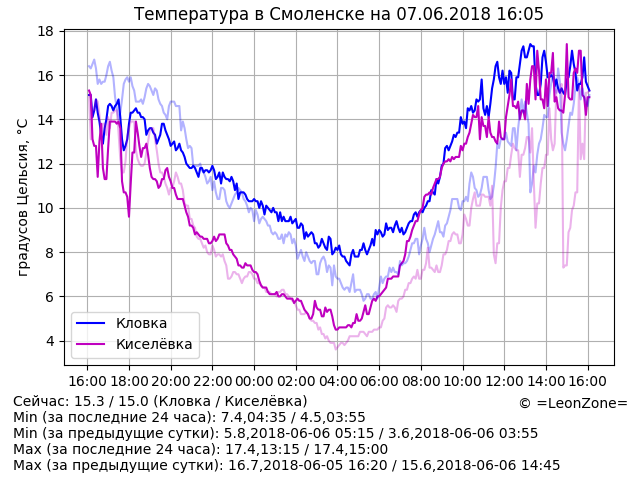 Температура в Смоленске на 07.06.2018 16:05
градусов Цельсия, °C
18
16
14
12
10
8
6
4
Кловка
Киселёвка
16:00 18:00 20:00 22:00 00:00 02:00 04:00 06:00 08:00 10:00 12:00 14:00 16:00
Сейчас: 15.3 / 15.0 (Кловка / Киселёвка)
© =LeonZone=
Min (за последние 24 часа): 7.4,04:35 / 4.5,03:55
Min (за предыдущие сутки): 5.8,2018-06-06 05:15 / 3.6,2018-06-06 03:55
Max (за последние 24 часа): 17.4,13:15 / 17.4,15:00
Max (за предыдущие сутки): 16.7,2018-06-05 16:20 / 15.6,2018-06-06 14:45